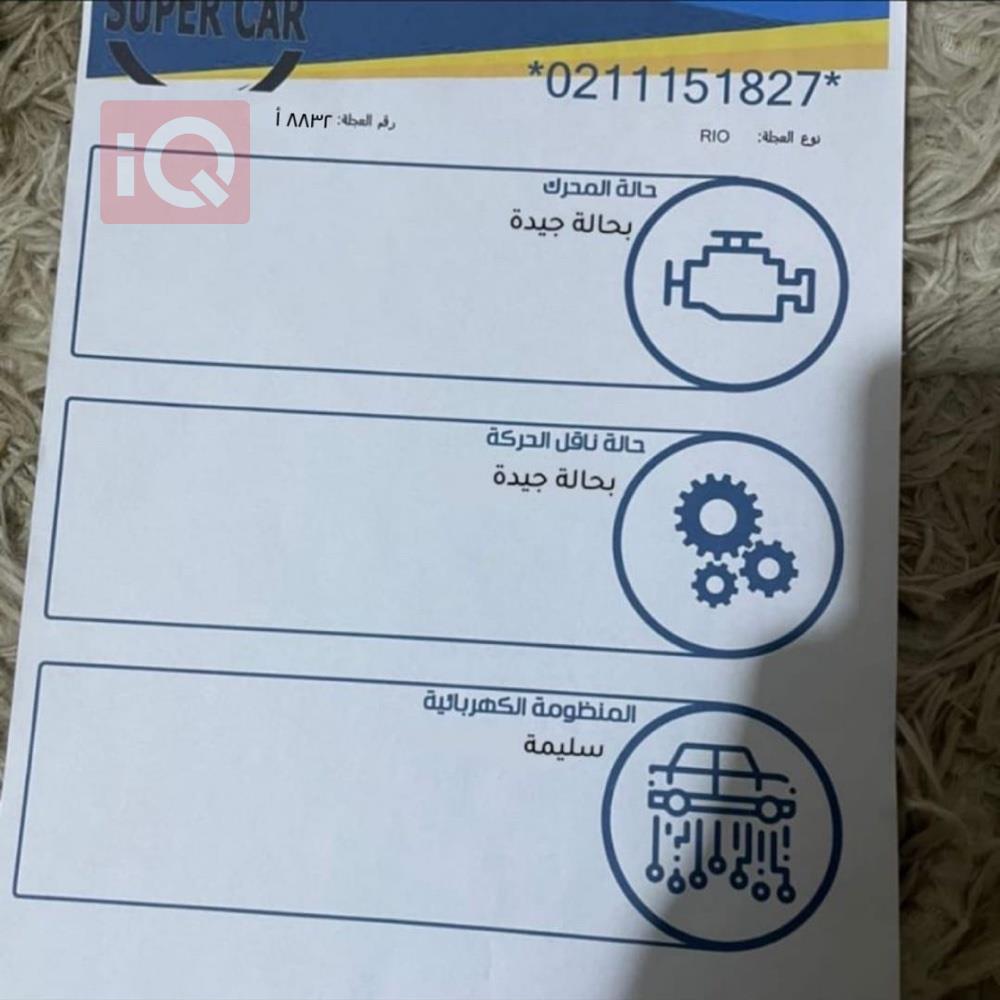 SUPER CAR
*0211151827*
رقم العجلة: ٨٨٣٢ أ
نوع العجلة: RIO
iQ
حالة المحرك
بحالة جيدة
حالة ناقل الحركة
بحالة جيدة
المنظومة الكهربائية
سليمة